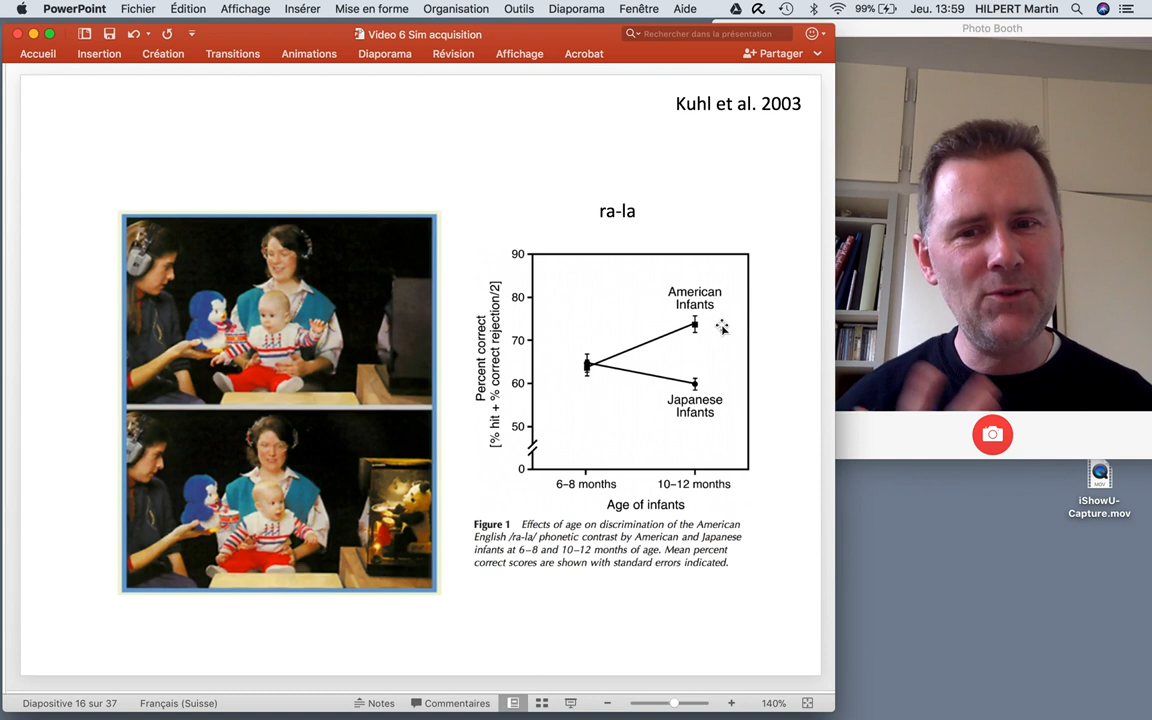 PowerPoint Fichier Édition Affichage Insérer Mise en forme Organisation Outils Diaporama Fenêtre Aide 99% Jeu. 13:59 HILPERT Martin
Video 6 Sim acquisition
Rechercher dans la présentation
Photo Booth
Accueil Insertion Création Transitions Animations Diaporama Révision Affichage Acrobat Partager
Kuhl et al. 2003
ra-la
90
80
70
60
50
0
Percent correct
[% hit + % correct rejection/2]
American
Infants
Japanese
Infants
6–8 months 10–12 months
Age of infants
Figure 1 Effects of age on discrimination of the American
English /ra-la/ phonetic contrast by American and Japanese
infants at 6–8 and 10–12 months of age. Mean percent
correct scores are shown with standard errors indicated.
MOV
iShowU-
Capture.mov
Diapositive 16 sur 37 Français (Suisse) Notes Commentaires 140%